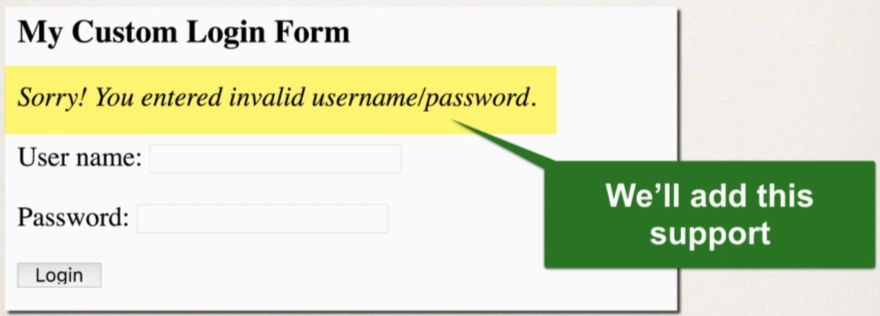 My Custom Login Form
Sorry! You entered invalid username/password.
User name:
Password:
Login
We'll add this
support